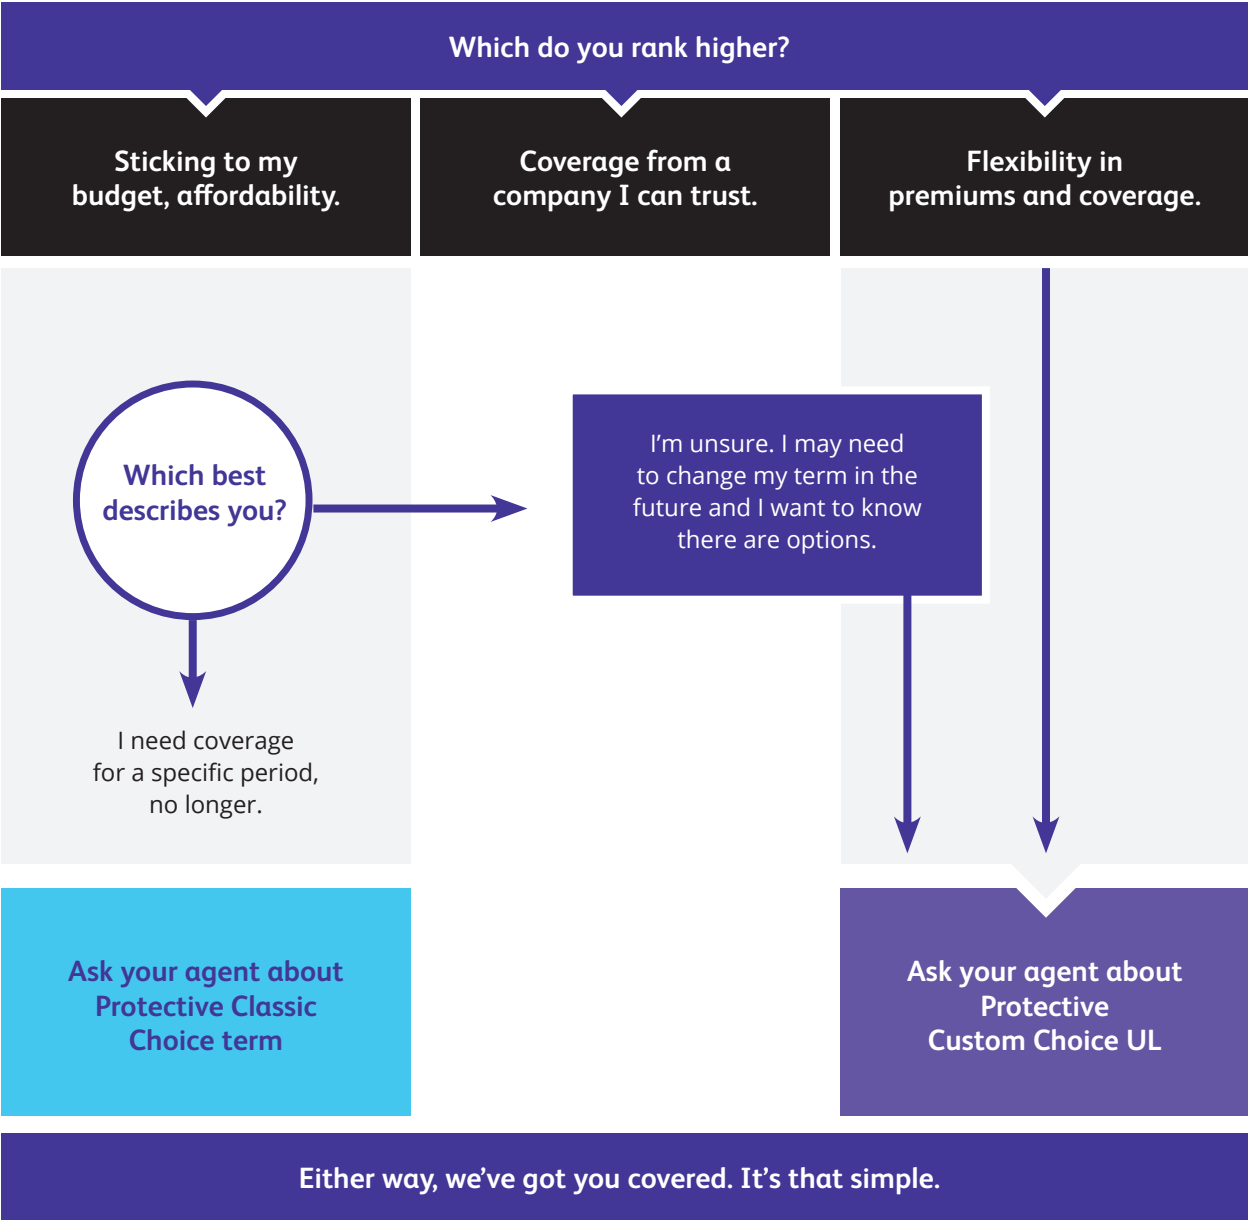 Which do you rank higher?
Sticking to my
budget, affordability.
Coverage from a
company I can trust.
Flexibility in
premiums and coverage.
Which best
describes you?
I'm unsure. I may need
to change my term in the
future and I want to know
there are options.
I need coverage
for a specific period,
no longer.
Ask your agent about
Protective Classic
Choice term
Ask your agent about
Protective
Custom Choice UL
Either way, we've got you covered. It's that simple.